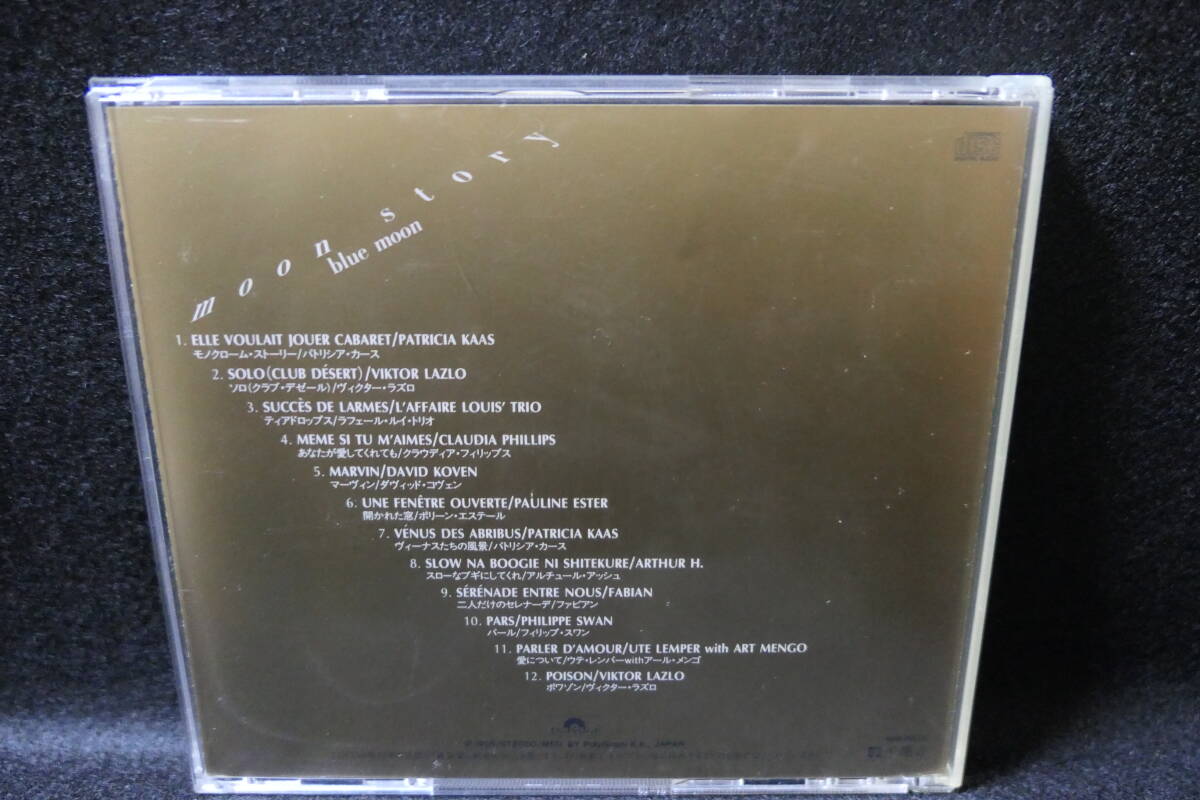 moon story
blue moon
1. ELLE VOULAIT JOUER CABARET/PATRICIA KAAS
モノクローム・ストーリー/パトリシア・カース
2. SOLO(CLUB DÉSERT)/VIKTOR LAZLO
ソロ(クラブ・デゼール)/ヴィクター・ラズロ
3. SUCCÈS DE LARMES/L'AFFAIRE LOUIS' TRIO
ティアドロップス/ラフェール・ルイ・トリオ
4. MEME SI TU M'AIMES/CLAUDIA PHILLIPS
あなたが愛してくれても/クラウディア・フィリップス
5. MARVIN/DAVID KOVEN
マーヴィン/ダヴィッド・コヴェン
6. UNE FENÊTRE OUVERTE/PAULINE ESTER
開かれた窓/ポリーン・エステール
7. VÉNUS DES ABRIBUS/PATRICIA KAAS
ヴィーナスたちの風景/パトリシア・カース
8. SLOW NA BOOGIE NI SHITEKURE/ARTHUR H.
スローなブギにしてくれ/アルチュール・アッシュ
9. SÉRÉNADE ENTRE NOUS/FABIAN
二人だけのセレナーデ/ファビアン
10. PARS/PHILIPPE SWAN
パール/フィリップ・スワン
11. PARLER D'AMOUR/UTE LEMPER with ART MENGO
愛について/ウテ・レンパーwithアール・メンゴ
12. POISON/VIKTOR LAZLO
ポワゾン/ヴィクター・ラズロ
STEREO/MFD. BY PolyGram K.K., JAPAN